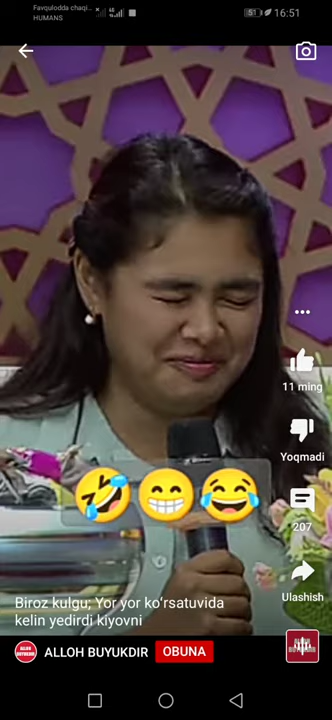 Favqulodda chaqi...
HUMANS
51
16:51
11 ming
Yoqmadi
207
Ulashish
Biroz kulgu; Yor yor ko‘rsatuvida
kelin yedirdi kiyovni
ALLOH BUYUKDIR
OBUNA